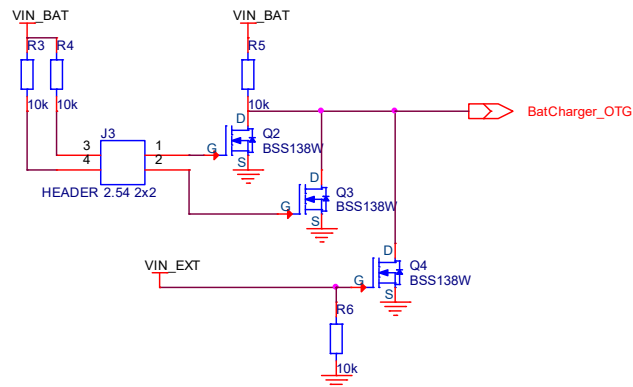 VIN_BAT
VIN_BAT
R3
R4
R5
10k
10k
10k
J3
3
4
1
2
HEADER 2.54 2x2
D
G
S
Q2
BSS138W
BatCharger_OTG
D
G
S
Q3
BSS138W
VIN_EXT
D
G
S
Q4
BSS138W
R6
10k